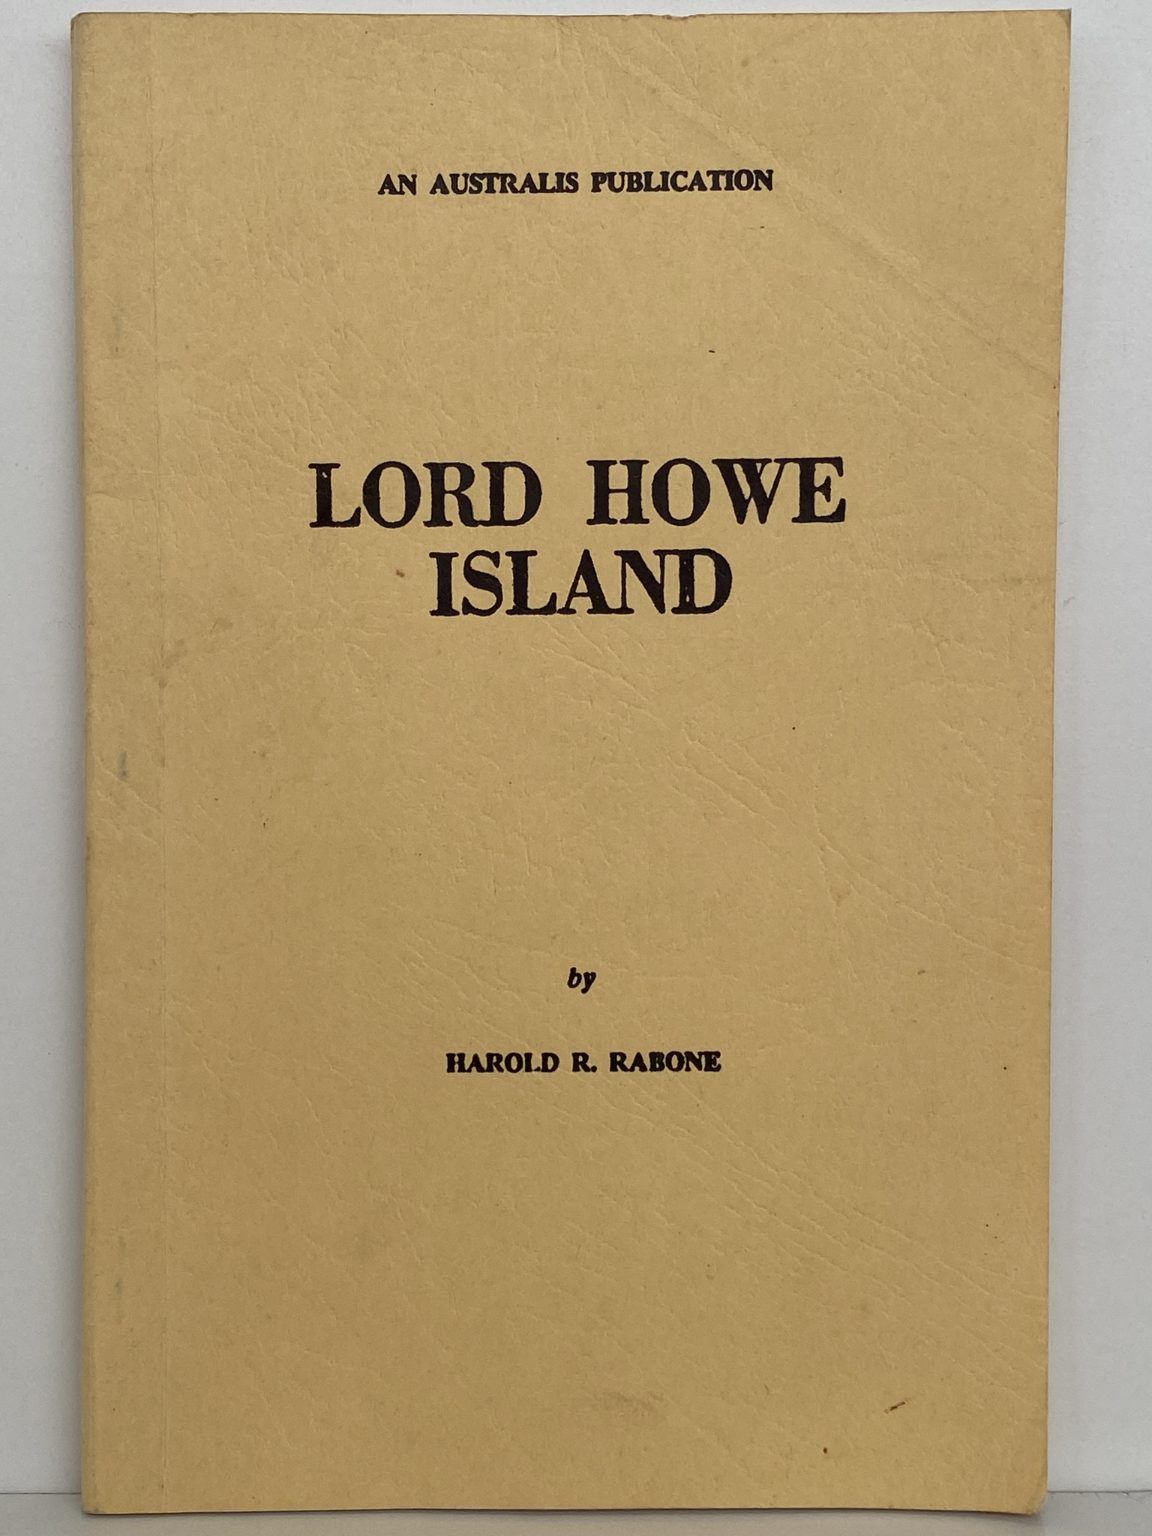 AN AUSTRALIS PUBLICATION
LORD HOWE
ISLAND
by
HAROLD R. RABONE